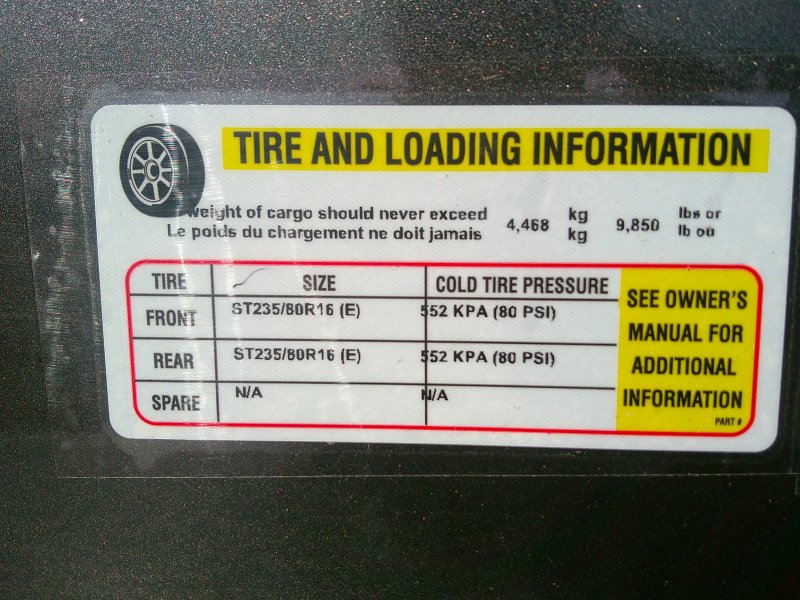 TIRE AND LOADING INFORMATION
weight of cargo should never exceed 4,468 kg 9,850 lbs or
Le poids du chargement ne doit jamais kg lb ou
TIRE SIZE COLD TIRE PRESSURE
FRONT ST235/80R16 (E) 552 KPA (80 PSI)
REAR ST235/80R16 (E) 552 KPA (80 PSI)
SPARE N/A N/A
SEE OWNER'S
MANUAL FOR
ADDITIONAL
INFORMATION
PART #